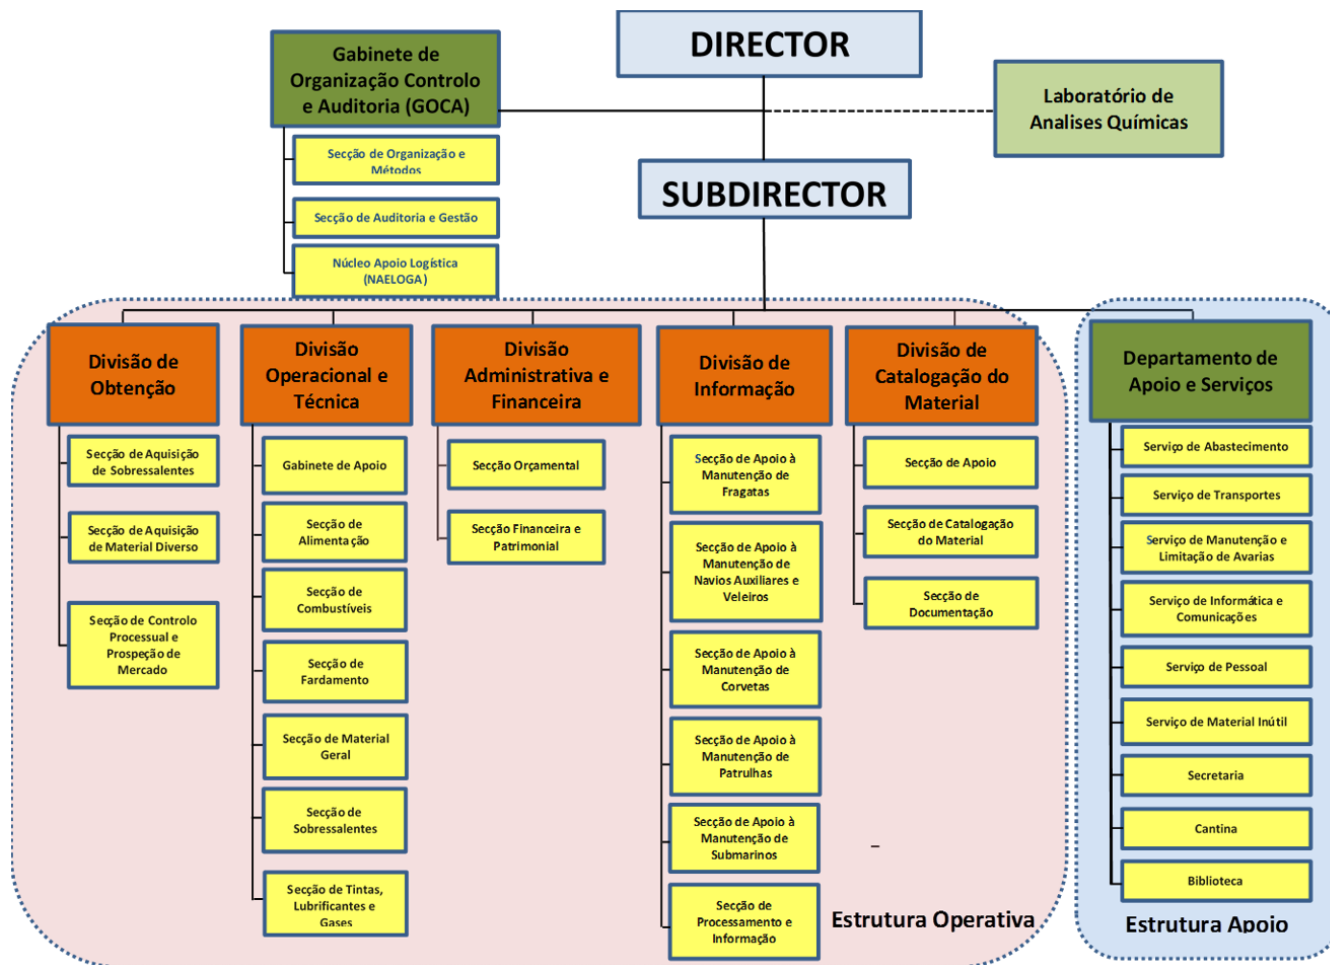 DIRECTOR
Gabinete de
Organização Controlo
e Auditoria (GOCA)
Laboratório de
Analises Químicas
Secção de Organização e
Métodos
SUBDIRECTOR
Secção de Auditoria e Gestão
Núcleo Apoio Logística
(NAELOGA)
Divisão de
Obtenção
Secção de Aquisição
de Sobressalentes
Secção de Aquisição
de Material Diverso
Secção de Controlo
Processual e
Prospeção de
Mercado
Divisão
Operacional e
Técnica
Gabinete de Apoio
Secção de
Alimentação
Secção de
Combustíveis
Secção de
Fardamento
Secção de Material
Geral
Secção de
Sobressalentes
Secção de Tintas,
Lubrificantes e
Gases
Divisão
Administrativa e
Financeira
Secção Orçamental
Secção Financeira e
Patrimonial
Divisão de
Informação
Secção de Apoio à
Manutenção de
Fragatas
Secção de Apoio à
Manutenção de
Navios Auxiliares e
Veleiros
Secção de Apoio à
Manutenção de
Corvetas
Secção de Apoio à
Manutenção de
Patrulhas
Secção de Apoio à
Manutenção de
Submarinos
Secção de
Processamento e
Informação
Divisão de
Catalogação do
Material
Secção de Apoio
Secção de Catalogação
do Material
Secção de
Documentação
–
Estrutura Operativa
Departamento de
Apoio e Serviços
Serviço de Abastecimento
Serviço de Transportes
Serviço de Manutenção e
Limitação de Avarias
Serviço de Informática e
Comunicações
Serviço de Pessoal
Serviço de Material Inútil
Secretaria
Cantina
Biblioteca
Estrutura Apoio